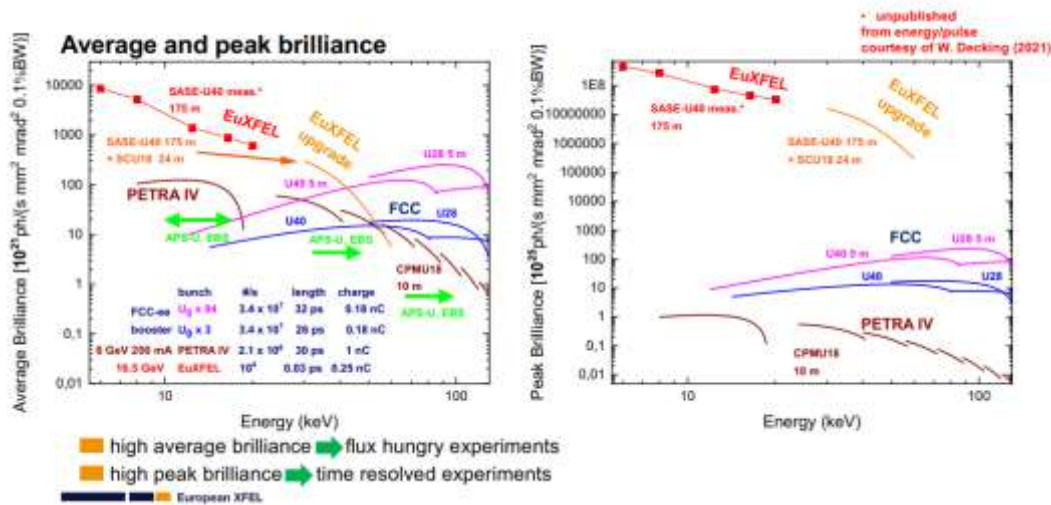 • unpublished
from energy/pulse
courtesy of W. Decking (2021)
Average and peak brilliance
Average Brilliance [10²¹ph/(s mm² mrad² 0.1%BW)]
10000
1000
100
10
1
0,1
0,01
SASE-U40 meas.*
175 m
EuXFEL
EuXFEL
upgrade
SASE-U40 175 m
+ SCU18 24 m
U28 5 m
U40 5 m
PETRA IV
FCC
U28
U40
APS-U, EBS
APS-U, EBS
CPMU18
10 m
APS-U, EBS
bunch #/s length charge
FCC-ee U₀ x 94 3.4 x 10⁷ 32 ps 0.18 nC
booster U₀ x 3 3.4 x 10⁷ 26 ps 0.18 nC
6 GeV 200 mA PETRA IV 30 ps 1 nC
16.5 GeV EuXFEL 10⁴ 0.03 ps 0.25 nC
10 100
Energy (keV)
Peak Brilliance [10²⁵ph/(s mm² mrad² 0.1%BW)]
1E8
10000000
1000000
100000
10000
1000
100
10
1
0,1
0,01
SASE-U40 meas.*
175 m
EuXFEL
EuXFEL
upgrade
SASE-U40 175 m
+ SCU18 24 m
FCC
U28 5 m
U40 5 m
U40
U28
PETRA IV
CPMU18
10 m
10 100
Energy (keV)
high average brilliance flux hungry experiments
high peak brilliance time resolved experiments
European XFEL